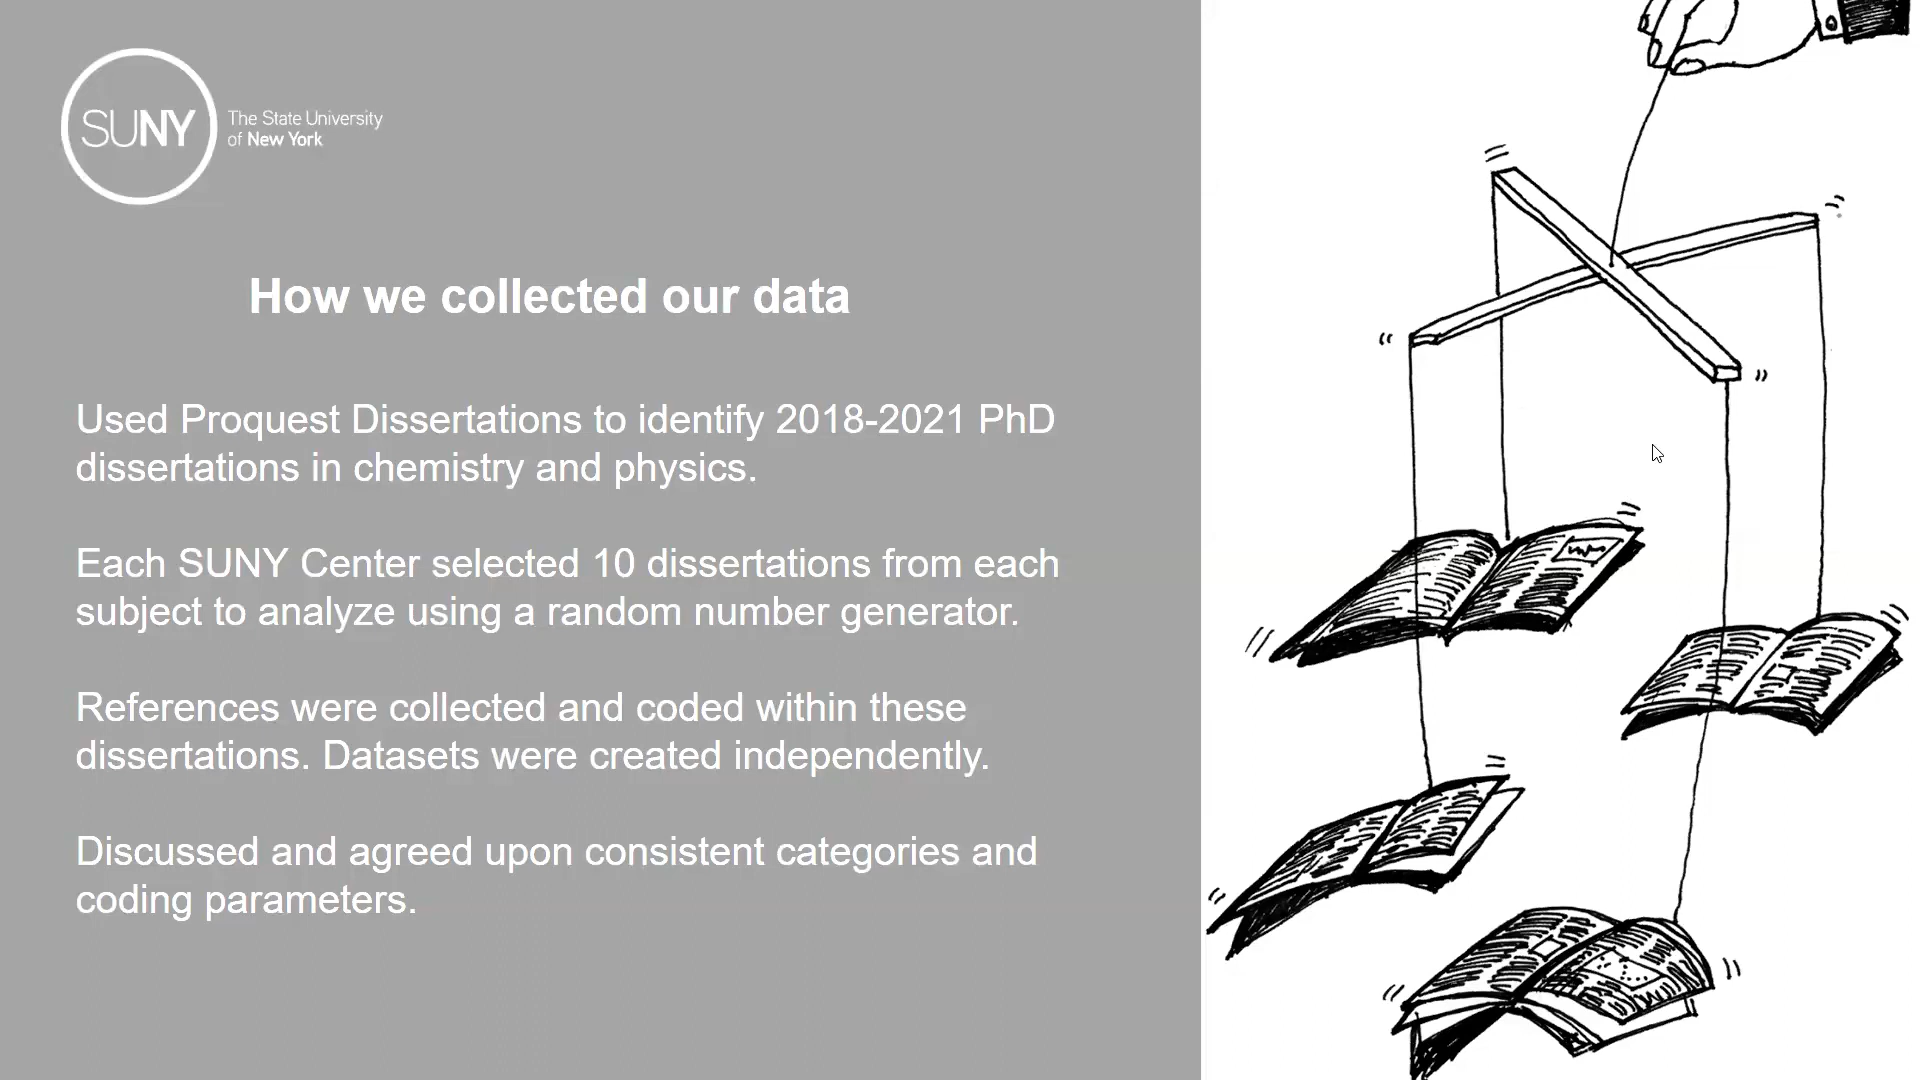 SUNY
The State University
of New York
How we collected our data
Used Proquest Dissertations to identify 2018-2021 PhD
dissertations in chemistry and physics.
Each SUNY Center selected 10 dissertations from each
subject to analyze using a random number generator.
References were collected and coded within these
dissertations. Datasets were created independently.
Discussed and agreed upon consistent categories and
coding parameters.